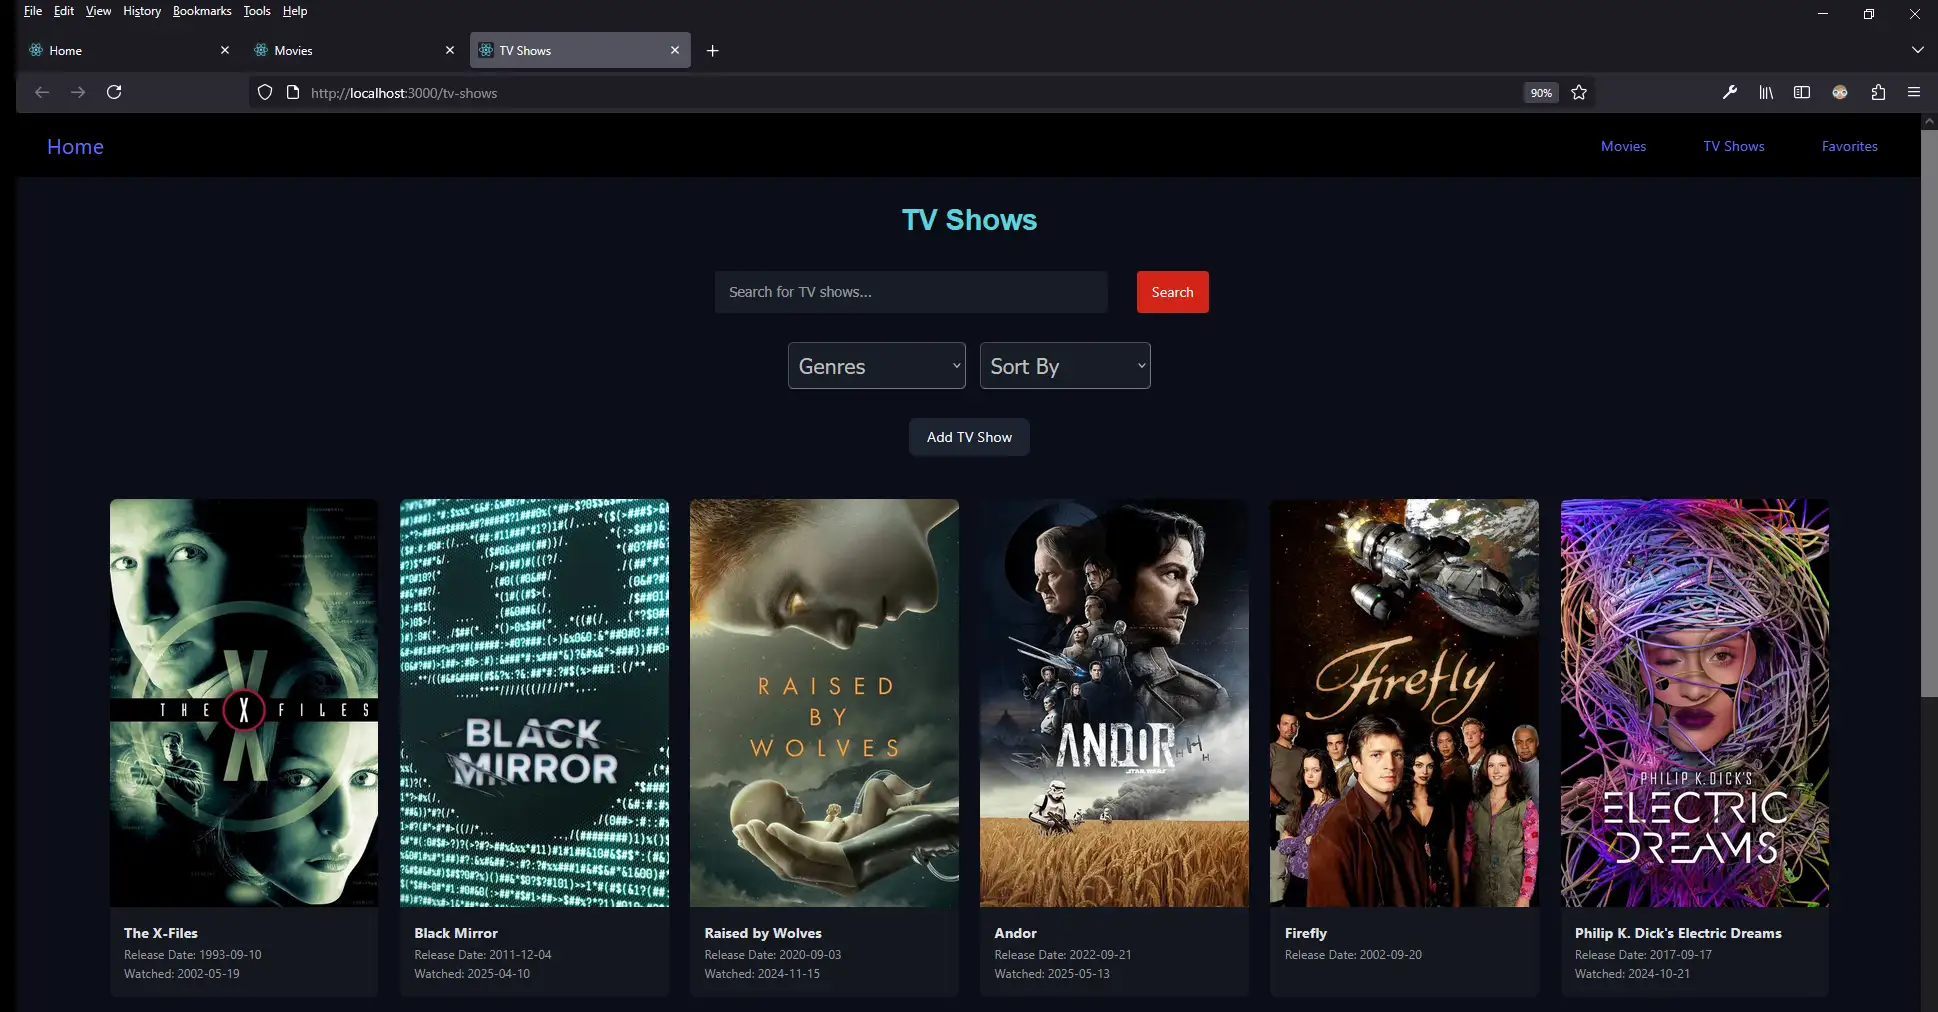 File Edit View History Bookmarks Tools Help
Home Movies TV Shows
http://localhost:3000/tv-shows 90%
Home Movies TV Shows Favorites
TV Shows
Search for TV shows... Search
Genres Sort By
Add TV Show
THE X FILES
BLACK
MIRROR
RAISED
BY
WOLVES
ANDOR
STAR WARS
Firefly
PHILIP K. DICK'S
ELECTRIC
DREAMS
The X-Files
Release Date: 1993-09-10
Watched: 2002-05-19
Black Mirror
Release Date: 2011-12-04
Watched: 2025-04-10
Raised by Wolves
Release Date: 2020-09-03
Watched: 2024-11-15
Andor
Release Date: 2022-09-21
Watched: 2025-05-13
Firefly
Release Date: 2002-09-20
Philip K. Dick's Electric Dreams
Release Date: 2017-09-17
Watched: 2024-10-21